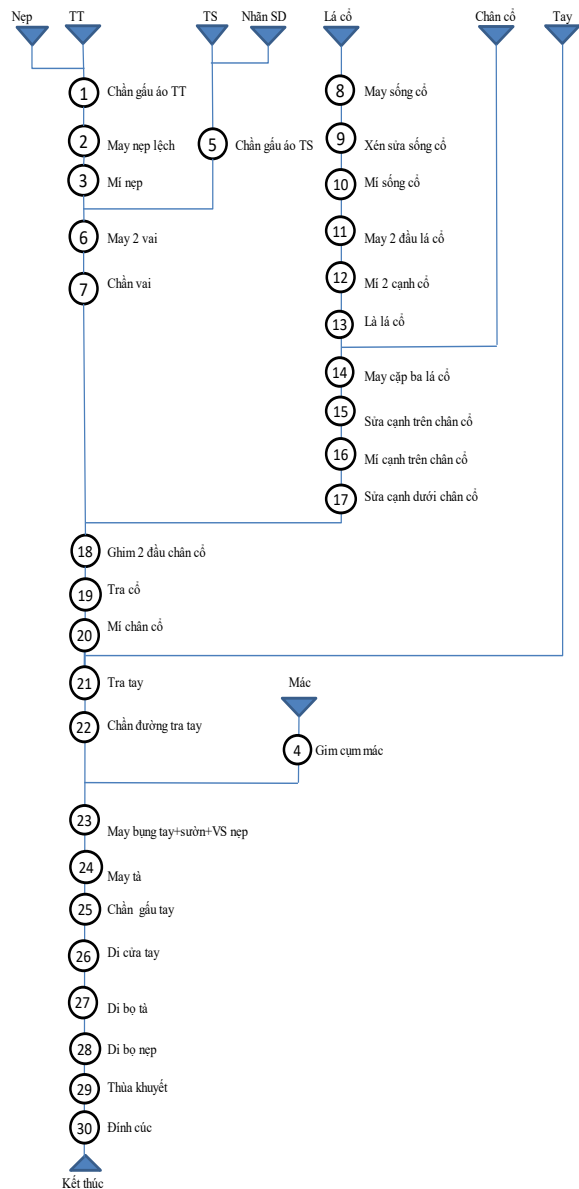 Nẹp
TT
TS
Nhãn SD
Lá cổ
Chân cổ
Tay
1 Chần gấu áo TT
2 May nẹp lệch
3 Mí nẹp
5 Chần gấu áo TS
6 May 2 vai
7 Chần vai
8 May sống cổ
9 Xén sửa sống cổ
10 Mí sống cổ
11 May 2 đầu lá cổ
12 Mí 2 cạnh cổ
13 Là lá cổ
14 May cặp ba lá cổ
15 Sửa cạnh trên chân cổ
16 Mí cạnh trên chân cổ
17 Sửa cạnh dưới chân cổ
18 Ghim 2 đầu chân cổ
19 Tra cổ
20 Mí chân cổ
21 Tra tay
22 Chần đường tra tay
Mác
4 Gim cụm mác
23 May bụng tay+sườn+VS nẹp
24 May tà
25 Chần gấu tay
26 Di cửa tay
27 Di bọ tà
28 Di bọ nẹp
29 Thùa khuyết
30 Đính cúc
Kết thúc